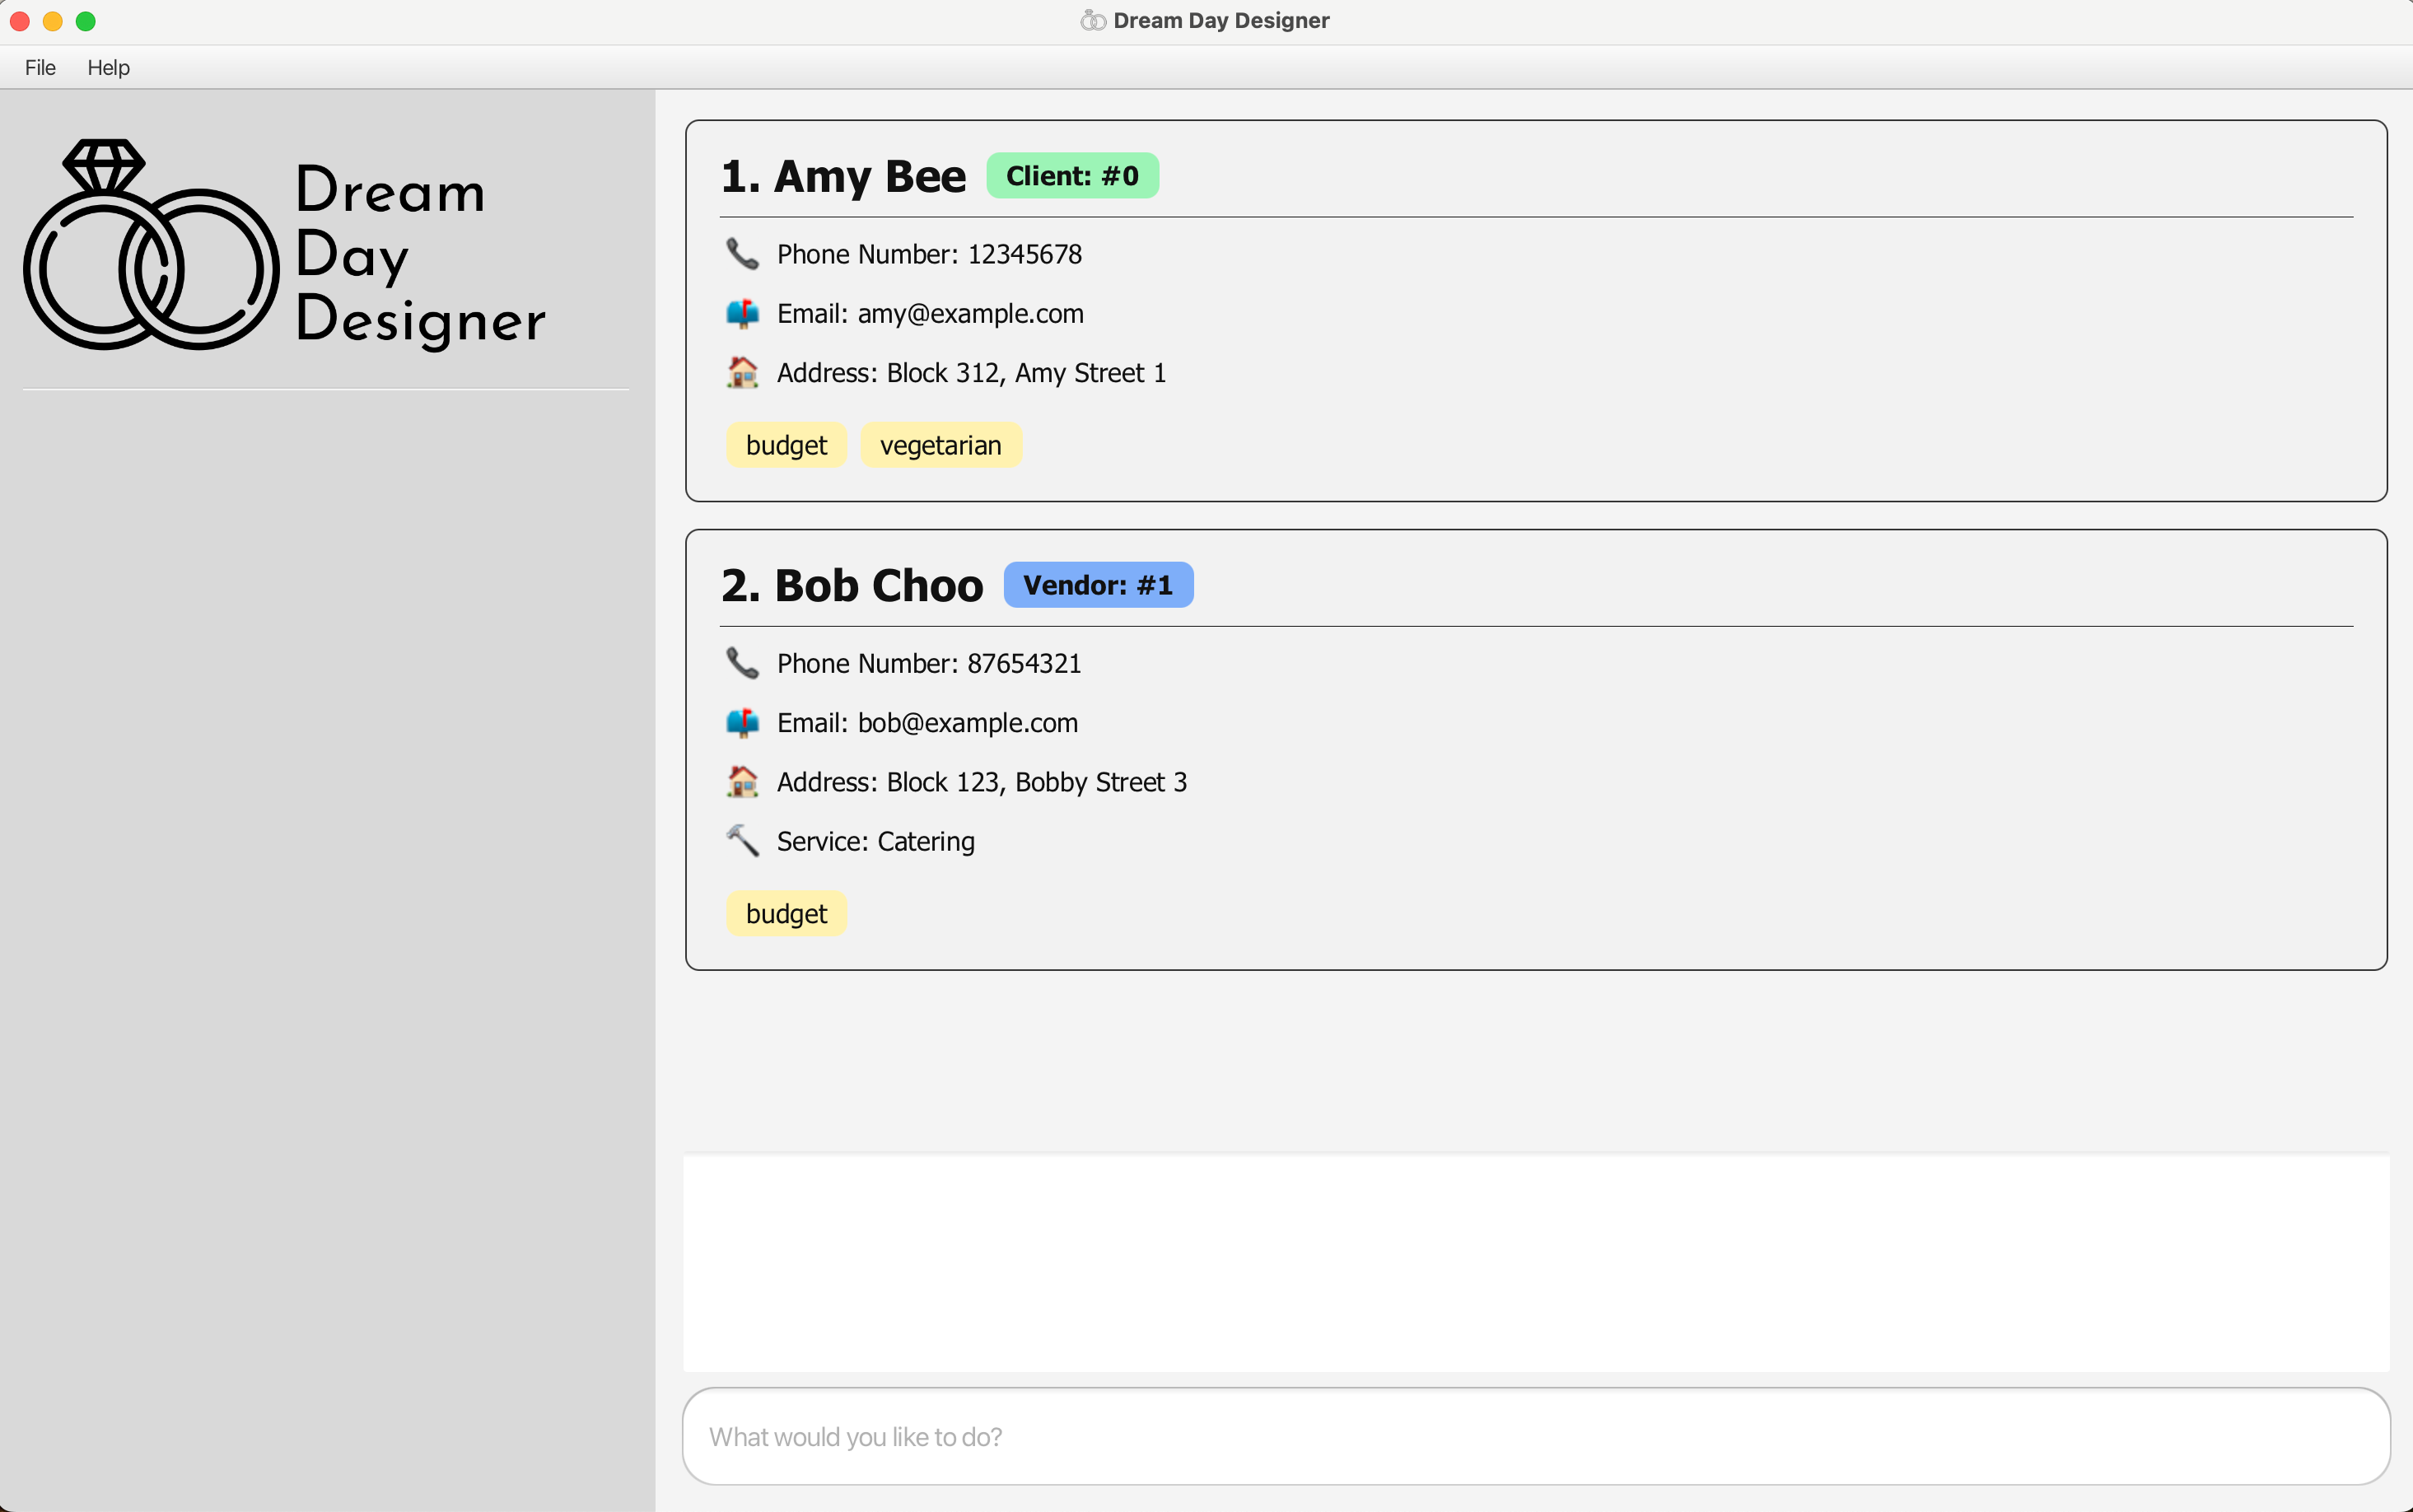 Dream Day Designer
File Help
Dream
Day
Designer
1. Amy Bee Client: #0
Phone Number: 12345678
Email: amy@example.com
Address: Block 312, Amy Street 1
budget vegetarian
2. Bob Choo Vendor: #1
Phone Number: 87654321
Email: bob@example.com
Address: Block 123, Bobby Street 3
Service: Catering
budget
What would you like to do?